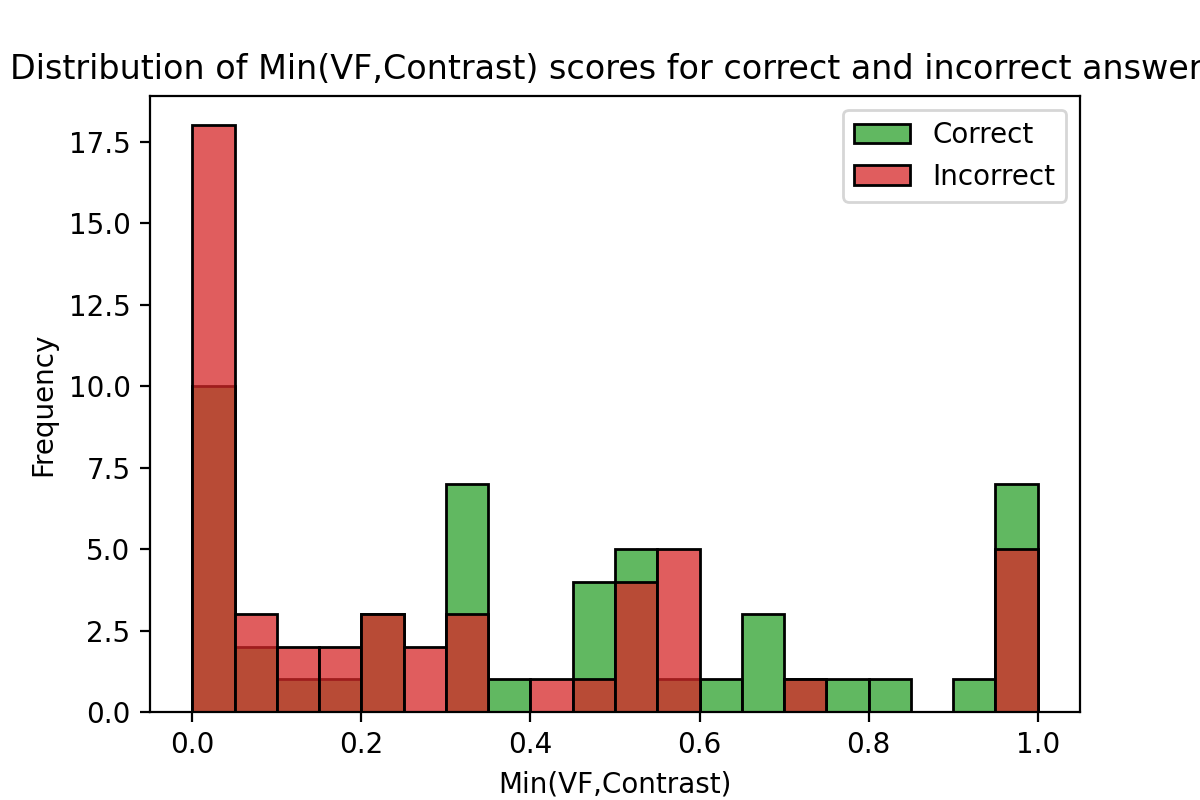 Distribution of Min(VF,Contrast) scores for correct and incorrect answer
Correct
Incorrect
17.5
15.0
12.5
10.0
7.5
5.0
2.5
0.0
Frequency
0.0 0.2 0.4 0.6 0.8 1.0
Min(VF,Contrast)